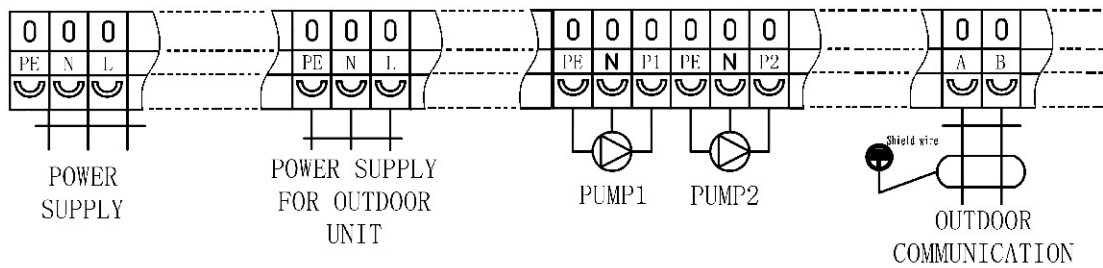 0 0 0 0 0 0 0 0 0 0 0 0 0 0
PE N L PE N L PE N P1 PE N P2 A B
Shield wire
POWER
SUPPLY
POWER SUPPLY
FOR OUTDOOR
UNIT
PUMP1
PUMP2
OUTDOOR
COMMUNICATION